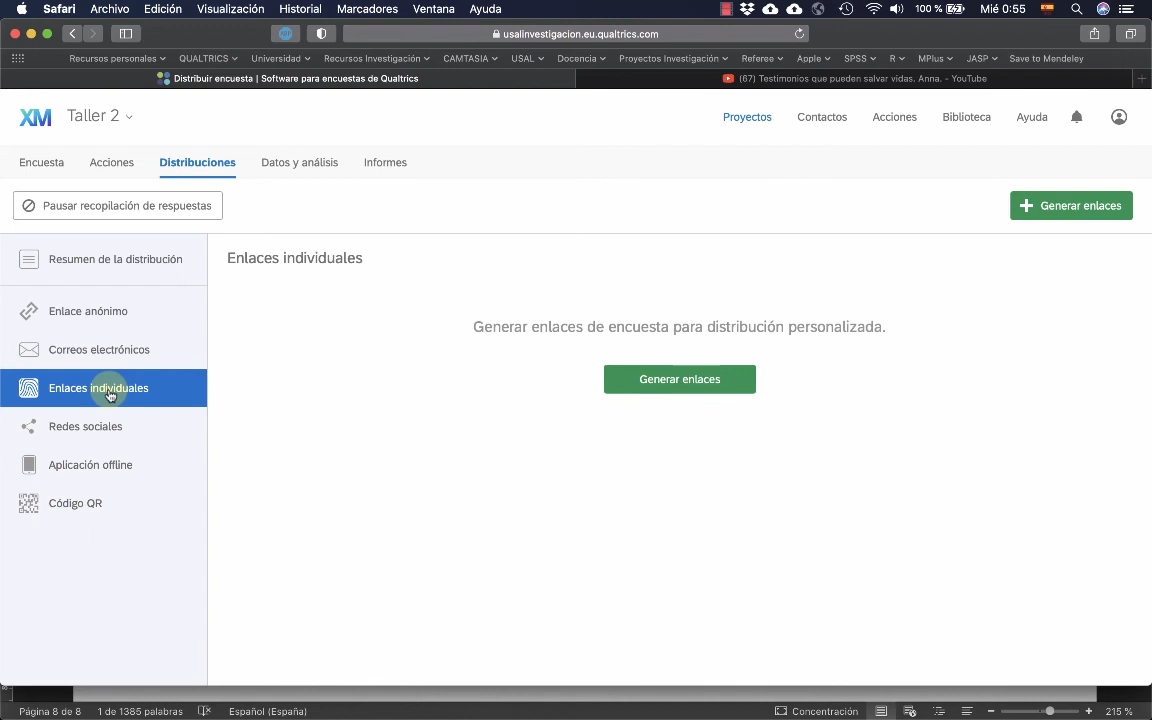 Safari Archivo Edición Visualización Historial Marcadores Ventana Ayuda 100 % Mié 0:55
usalinvestigacion.eu.qualtrics.com
Recursos personales QUALTRICS Universidad Recursos Investigación CAMTASIA USAL Docencia Proyectos Investigación Referee Apple SPSS R MPlus JASP Save to Mendeley
Distribuir encuesta | Software para encuestas de Qualtrics (67) Testimonios que pueden salvar vidas. Anna. - YouTube
XM Taller 2 Proyectos Contactos Acciones Biblioteca Ayuda
Encuesta Acciones Distribuciones Datos y análisis Informes
Pausar recopilación de respuestas Generar enlaces
Resumen de la distribución
Enlaces individuales
Enlace anónimo
Generar enlaces de encuesta para distribución personalizada.
Correos electrónicos
Generar enlaces
Enlaces individuales
Redes sociales
Aplicación offline
Código QR
Página 8 de 8 1 de 1385 palabras Español (España) Concentración 215 %